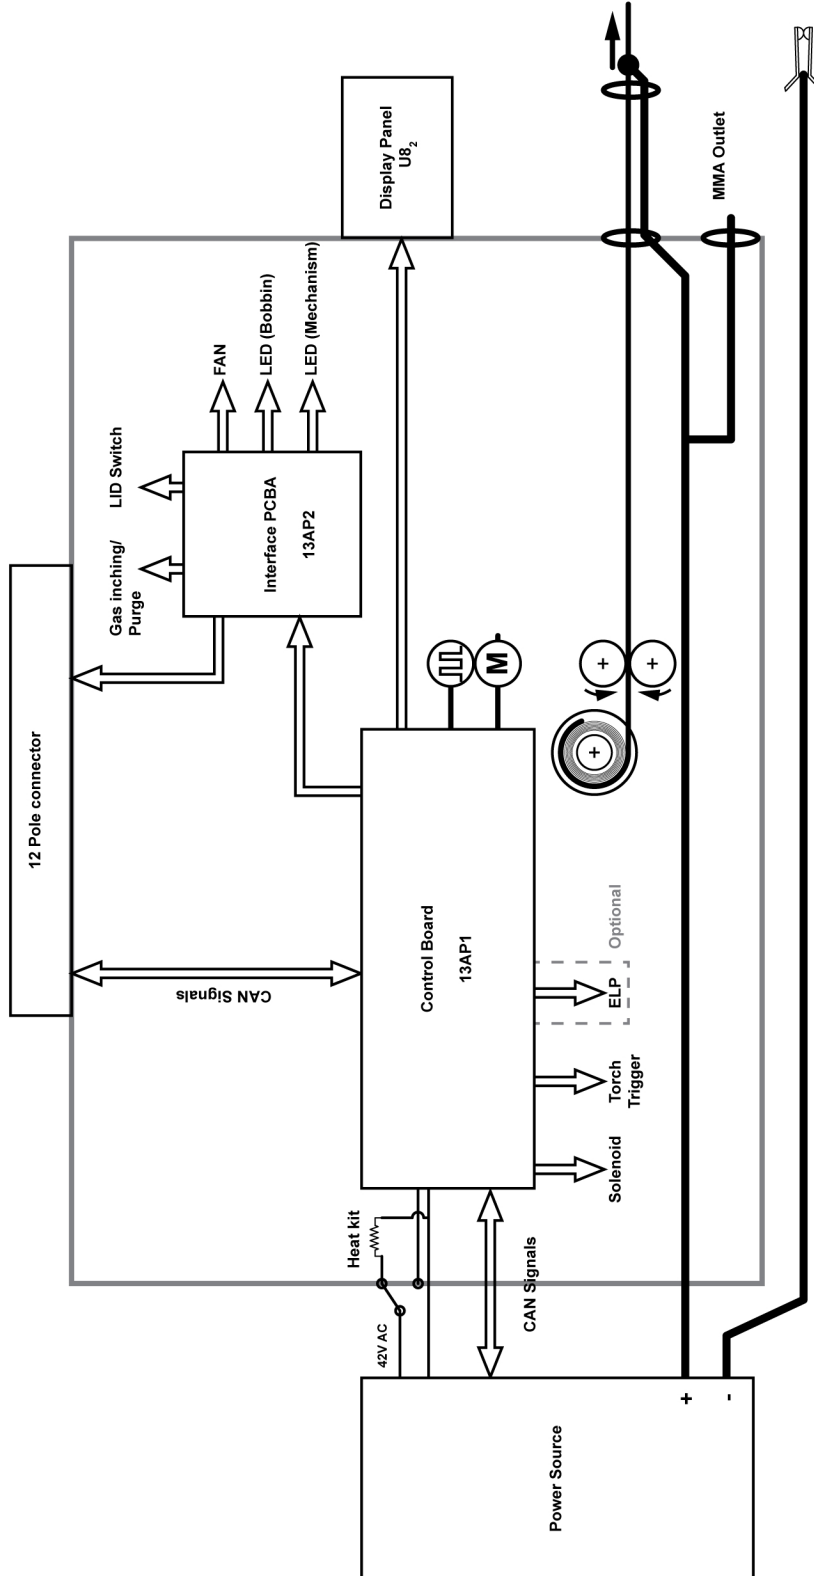 12 Pole connector
Display Panel
U8₂
MMA Outlet
FAN
LED (Bobbin)
LED (Mechanism)
LID Switch
Gas inching/
Purge
Interface PCBA
13AP2
M
+
+
+
CAN Signals
Control Board
13AP1
Optional
ELP
Torch
Trigger
Solenoid
Heat kit
42V AC
CAN Signals
Power Source
+
-